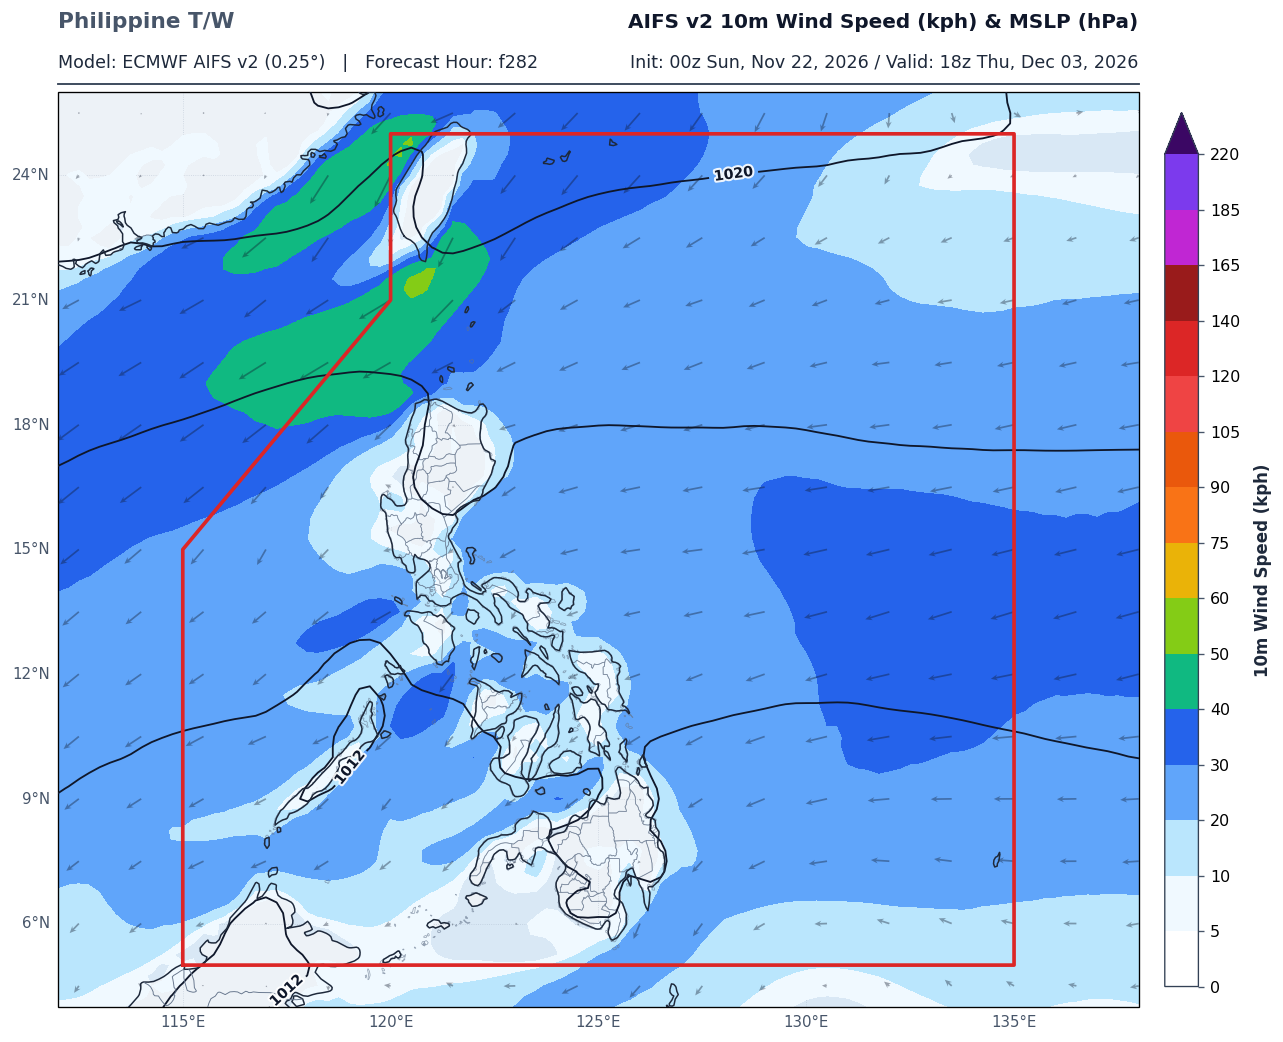 Philippine T/W
AIFS v2 10m Wind Speed (kph) & MSLP (hPa)
Model: ECMWF AIFS v2 (0.25°) | Forecast Hour: f282
Init: 00z Sun, Nov 22, 2026 / Valid: 18z Thu, Dec 03, 2026
24°N
21°N
18°N
15°N
12°N
9°N
6°N
1020
1012
1012
115°E
120°E
125°E
130°E
135°E
220
185
165
140
120
105
90
75
60
50
40
30
20
10
5
0
10m Wind Speed (kph)